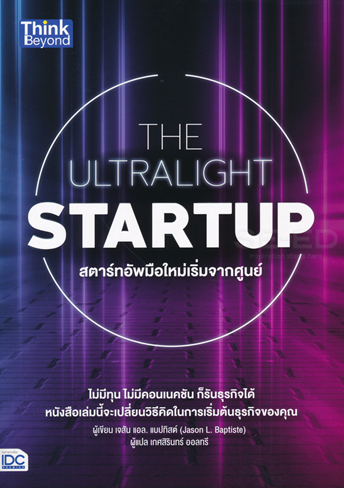 Think
Beyond
THE
ULTRALIGHT
STARTUP
สตาร์ทอัพมือใหม่เริ่มจากศูนย์
ไม่มีทุน ไม่มีคอนเนคชัน ก็รันธุรกิจได้
หนังสือเล่มนี้จะเปลี่ยนวิธีคิดในการเริ่มต้นธุรกิจของคุณ
ผู้เขียน เจสัน แอล. แบปทิสต์ (Jason L. Baptiste)
ผู้แปล เกศสิรินทร์ ออลทรี
IDC
PREMIER